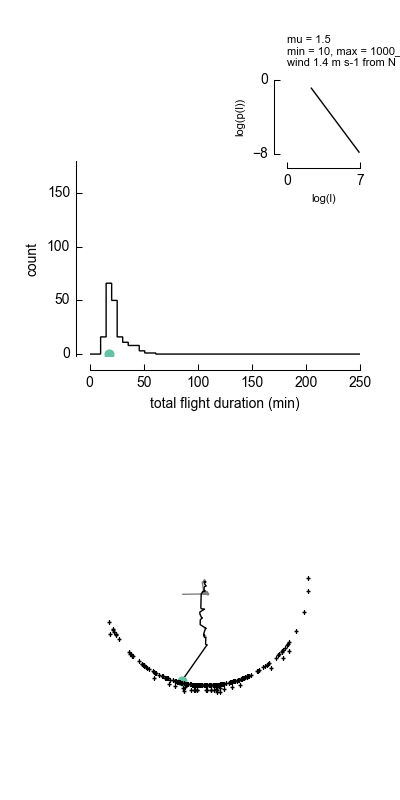 mu = 1.5
min = 10, max = 1000_
wind 1.4 m s-1 from N
0
log(p(l))
−8
0
7
log(l)
150
100
count
50
0
0
50
100
150
200
250
total flight duration (min)